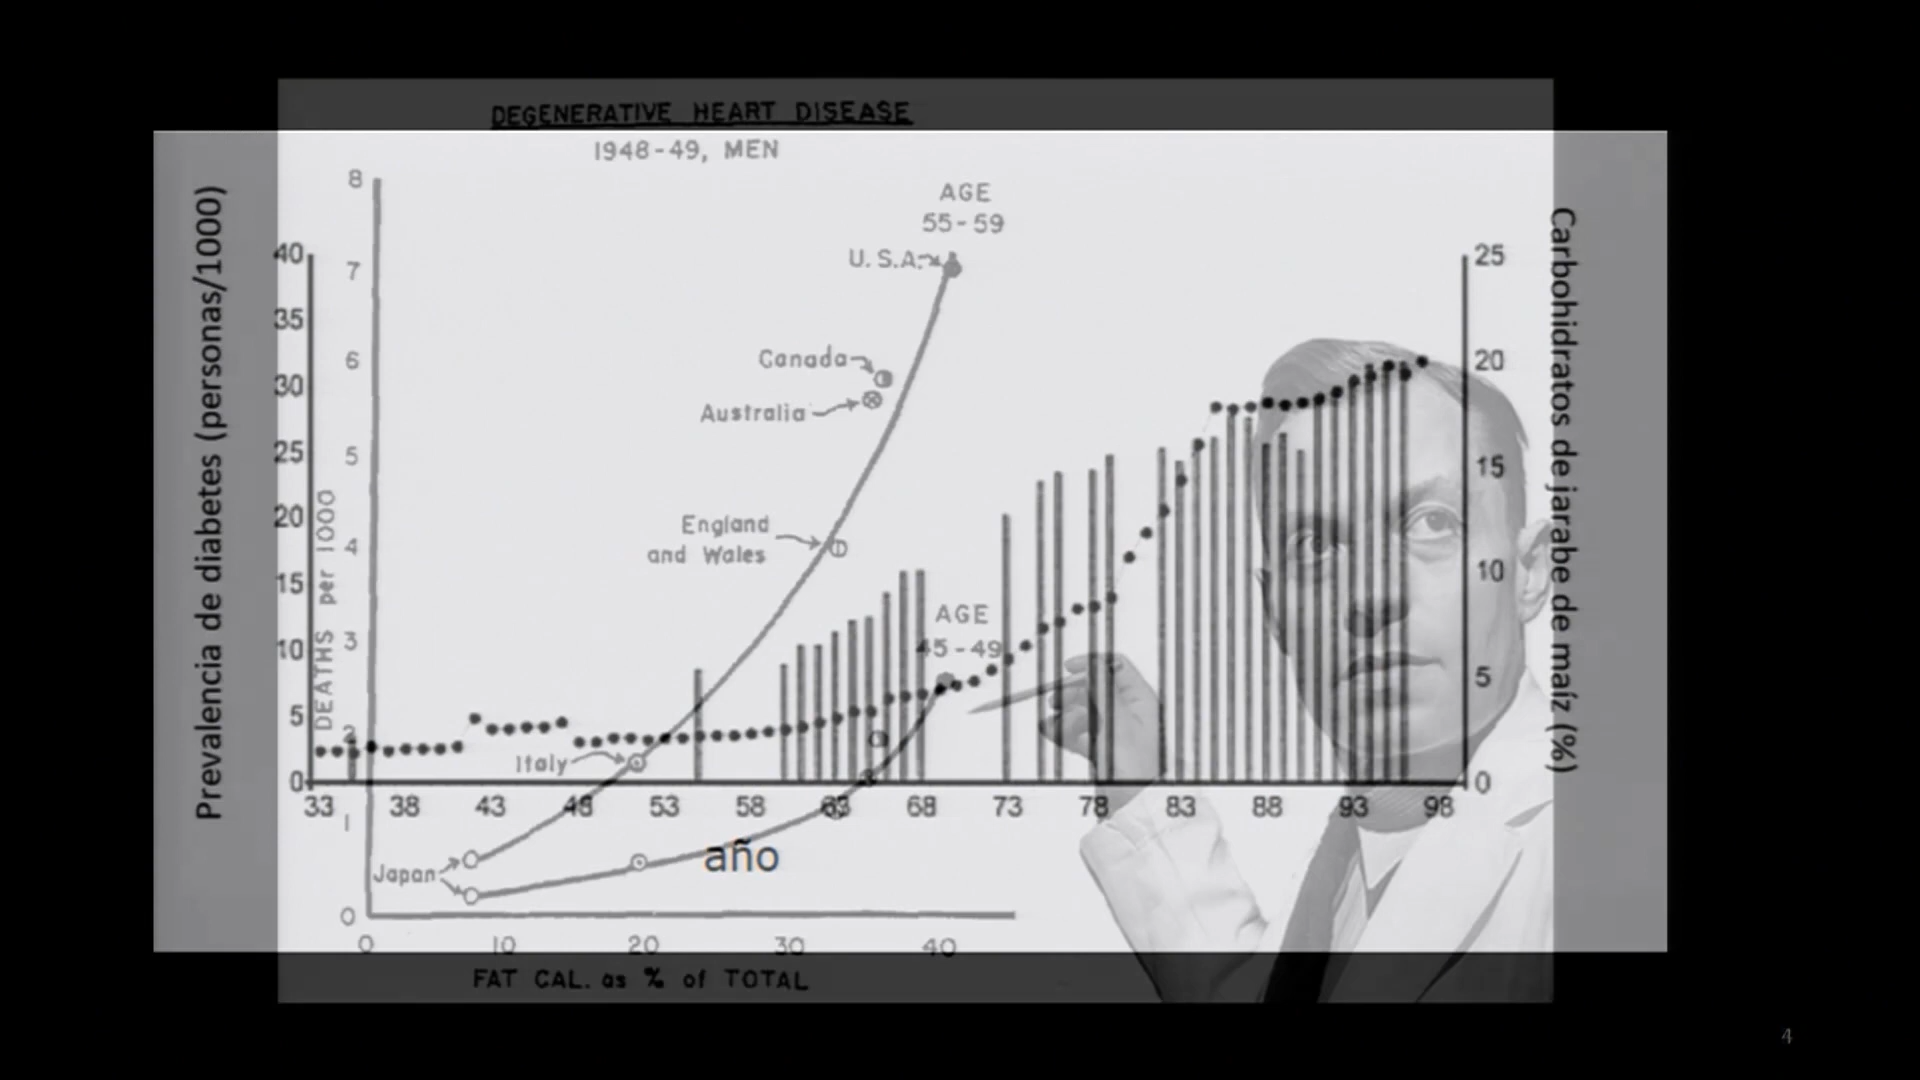 DEGENERATIVE HEART DISEASE
1948-49, MEN
8
7
6
5
4
3
2
1
0
DEATHS per 1000
AGE
55-59
U.S.A.
Canada
Australia
England
and Wales
AGE
45-49
Italy
Japan
0 10 20 30 40
FAT CAL. as % of TOTAL
Prevalencia de diabetes (personas/1000)
40
35
30
25
20
15
10
5
0
33 38 43 48 53 58 63 68 73 78 83 88 93 98
año
25
20
15
10
5
0
Carbohidratos de jarabe de maíz (%)
4